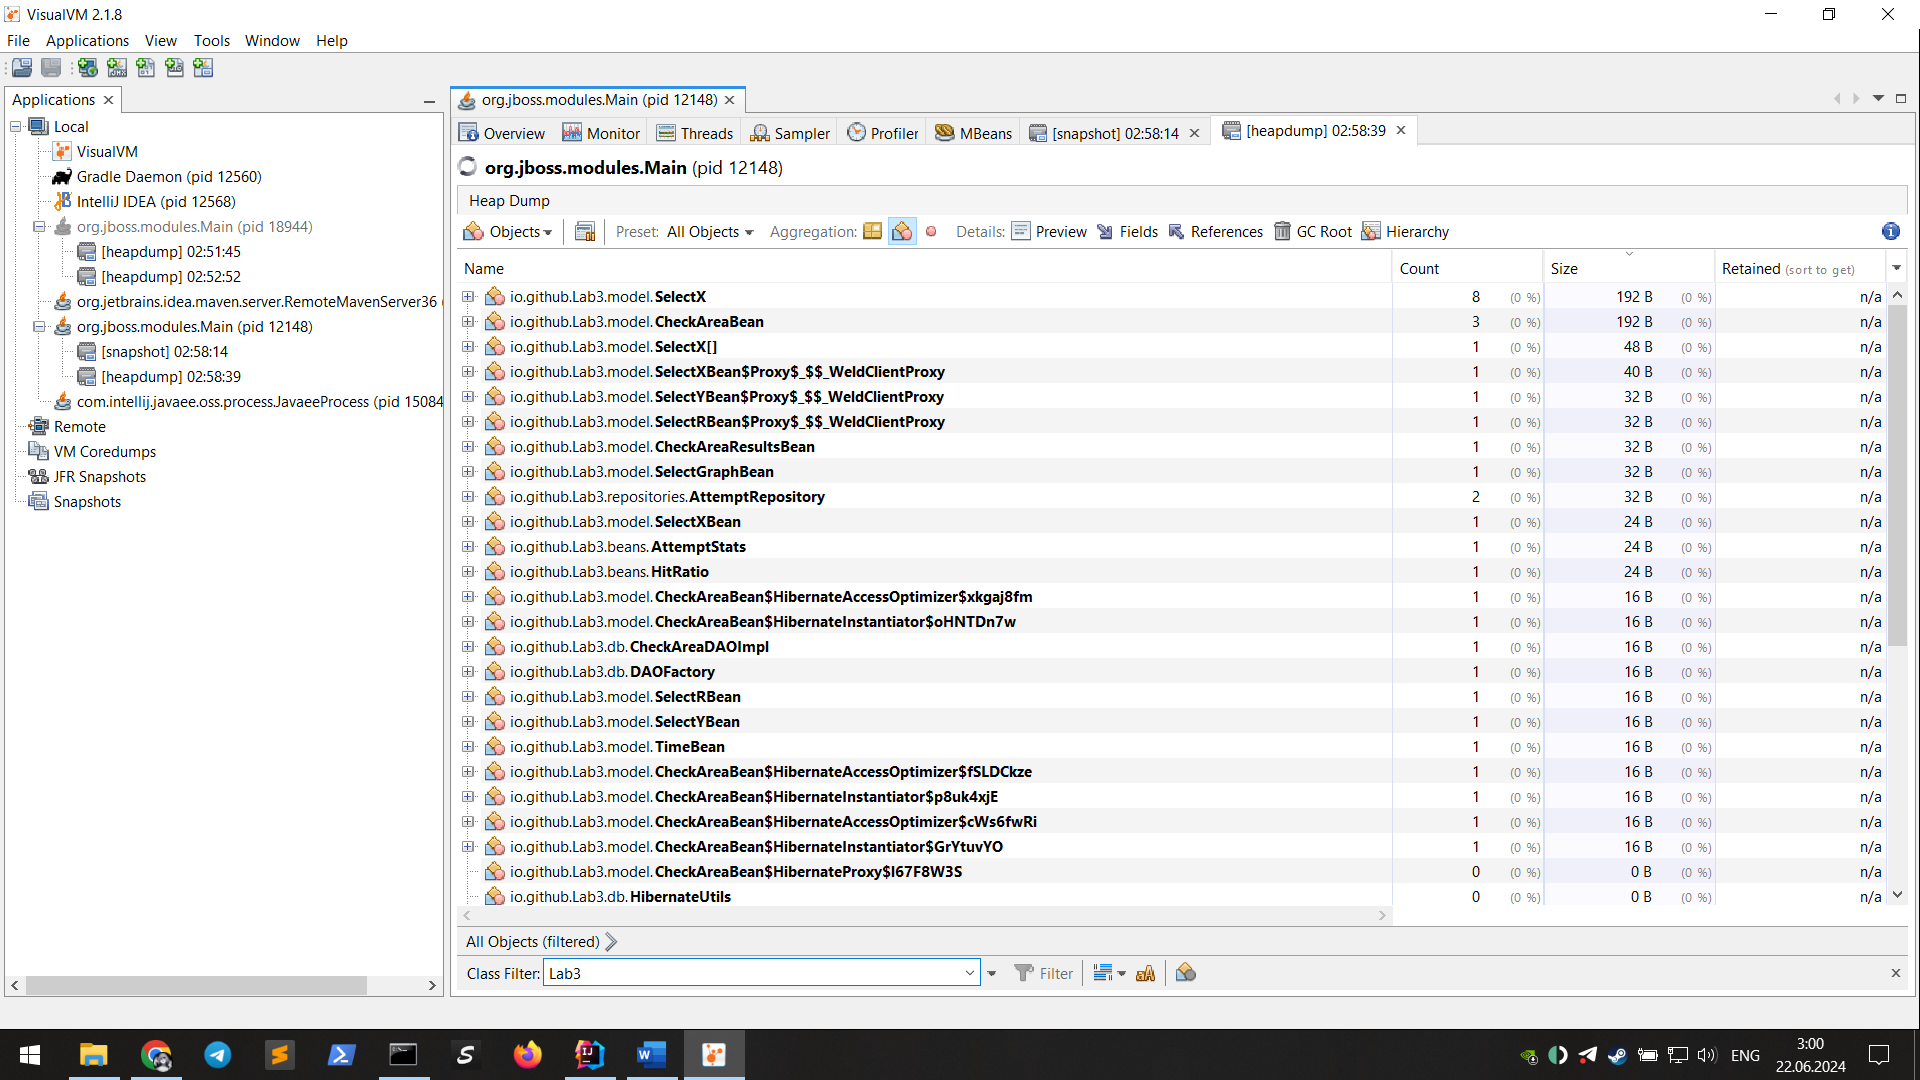 VisualVM 2.1.8
File Applications View Tools Window Help
Applications
Local
VisualVM
Gradle Daemon (pid 12560)
IntelliJ IDEA (pid 12568)
org.jboss.modules.Main (pid 18944)
[heapdump] 02:51:45
[heapdump] 02:52:52
org.jetbrains.idea.maven.server.RemoteMavenServer36 (
org.jboss.modules.Main (pid 12148)
[snapshot] 02:58:14
[heapdump] 02:58:39
com.intellij.javaee.oss.process.JavaeeProcess (pid 15084
Remote
VM Coredumps
JFR Snapshots
Snapshots
org.jboss.modules.Main (pid 12148)
Overview Monitor Threads Sampler Profiler MBeans [snapshot] 02:58:14 [heapdump] 02:58:39
org.jboss.modules.Main (pid 12148)
Heap Dump
Objects Preset: All Objects Aggregation: Details: Preview Fields References GC Root Hierarchy
Name Count Size Retained (sort to get)
io.github.Lab3.model.SelectX 8 (0 %) 192 B (0 %) n/a
io.github.Lab3.model.CheckAreaBean 3 (0 %) 192 B (0 %) n/a
io.github.Lab3.model.SelectX[] 1 (0 %) 48 B (0 %) n/a
io.github.Lab3.model.SelectXBean$Proxy$_$$_WeldClientProxy 1 (0 %) 40 B (0 %) n/a
io.github.Lab3.model.SelectYBean$Proxy$_$$_WeldClientProxy 1 (0 %) 32 B (0 %) n/a
io.github.Lab3.model.SelectRBean$Proxy$_$$_WeldClientProxy 1 (0 %) 32 B (0 %) n/a
io.github.Lab3.model.CheckAreaResultsBean 1 (0 %) 32 B (0 %) n/a
io.github.Lab3.model.SelectGraphBean 1 (0 %) 32 B (0 %) n/a
io.github.Lab3.repositories.AttemptRepository 2 (0 %) 32 B (0 %) n/a
io.github.Lab3.model.SelectXBean 1 (0 %) 24 B (0 %) n/a
io.github.Lab3.beans.AttemptStats 1 (0 %) 24 B (0 %) n/a
io.github.Lab3.beans.HitRatio 1 (0 %) 24 B (0 %) n/a
io.github.Lab3.model.CheckAreaBean$HibernateAccessOptimizer$xkgaj8fm 1 (0 %) 16 B (0 %) n/a
io.github.Lab3.model.CheckAreaBean$HibernateInstantiator$oHNTDn7w 1 (0 %) 16 B (0 %) n/a
io.github.Lab3.db.CheckAreaDAOImpl 1 (0 %) 16 B (0 %) n/a
io.github.Lab3.db.DAOFactory 1 (0 %) 16 B (0 %) n/a
io.github.Lab3.model.SelectRBean 1 (0 %) 16 B (0 %) n/a
io.github.Lab3.model.SelectYBean 1 (0 %) 16 B (0 %) n/a
io.github.Lab3.model.TimeBean 1 (0 %) 16 B (0 %) n/a
io.github.Lab3.model.CheckAreaBean$HibernateAccessOptimizer$fSLDCkze 1 (0 %) 16 B (0 %) n/a
io.github.Lab3.model.CheckAreaBean$HibernateInstantiator$p8uk4xjE 1 (0 %) 16 B (0 %) n/a
io.github.Lab3.model.CheckAreaBean$HibernateAccessOptimizer$cWs6fwRi 1 (0 %) 16 B (0 %) n/a
io.github.Lab3.model.CheckAreaBean$HibernateInstantiator$GrYtuvYO 1 (0 %) 16 B (0 %) n/a
io.github.Lab3.model.CheckAreaBean$HibernateProxy$I67F8W3S 0 (0 %) 0 B (0 %) n/a
io.github.Lab3.db.HibernateUtils 0 (0 %) 0 B (0 %) n/a
All Objects (filtered)
Class Filter: Lab3 Filter
ENG
3:00
22.06.2024